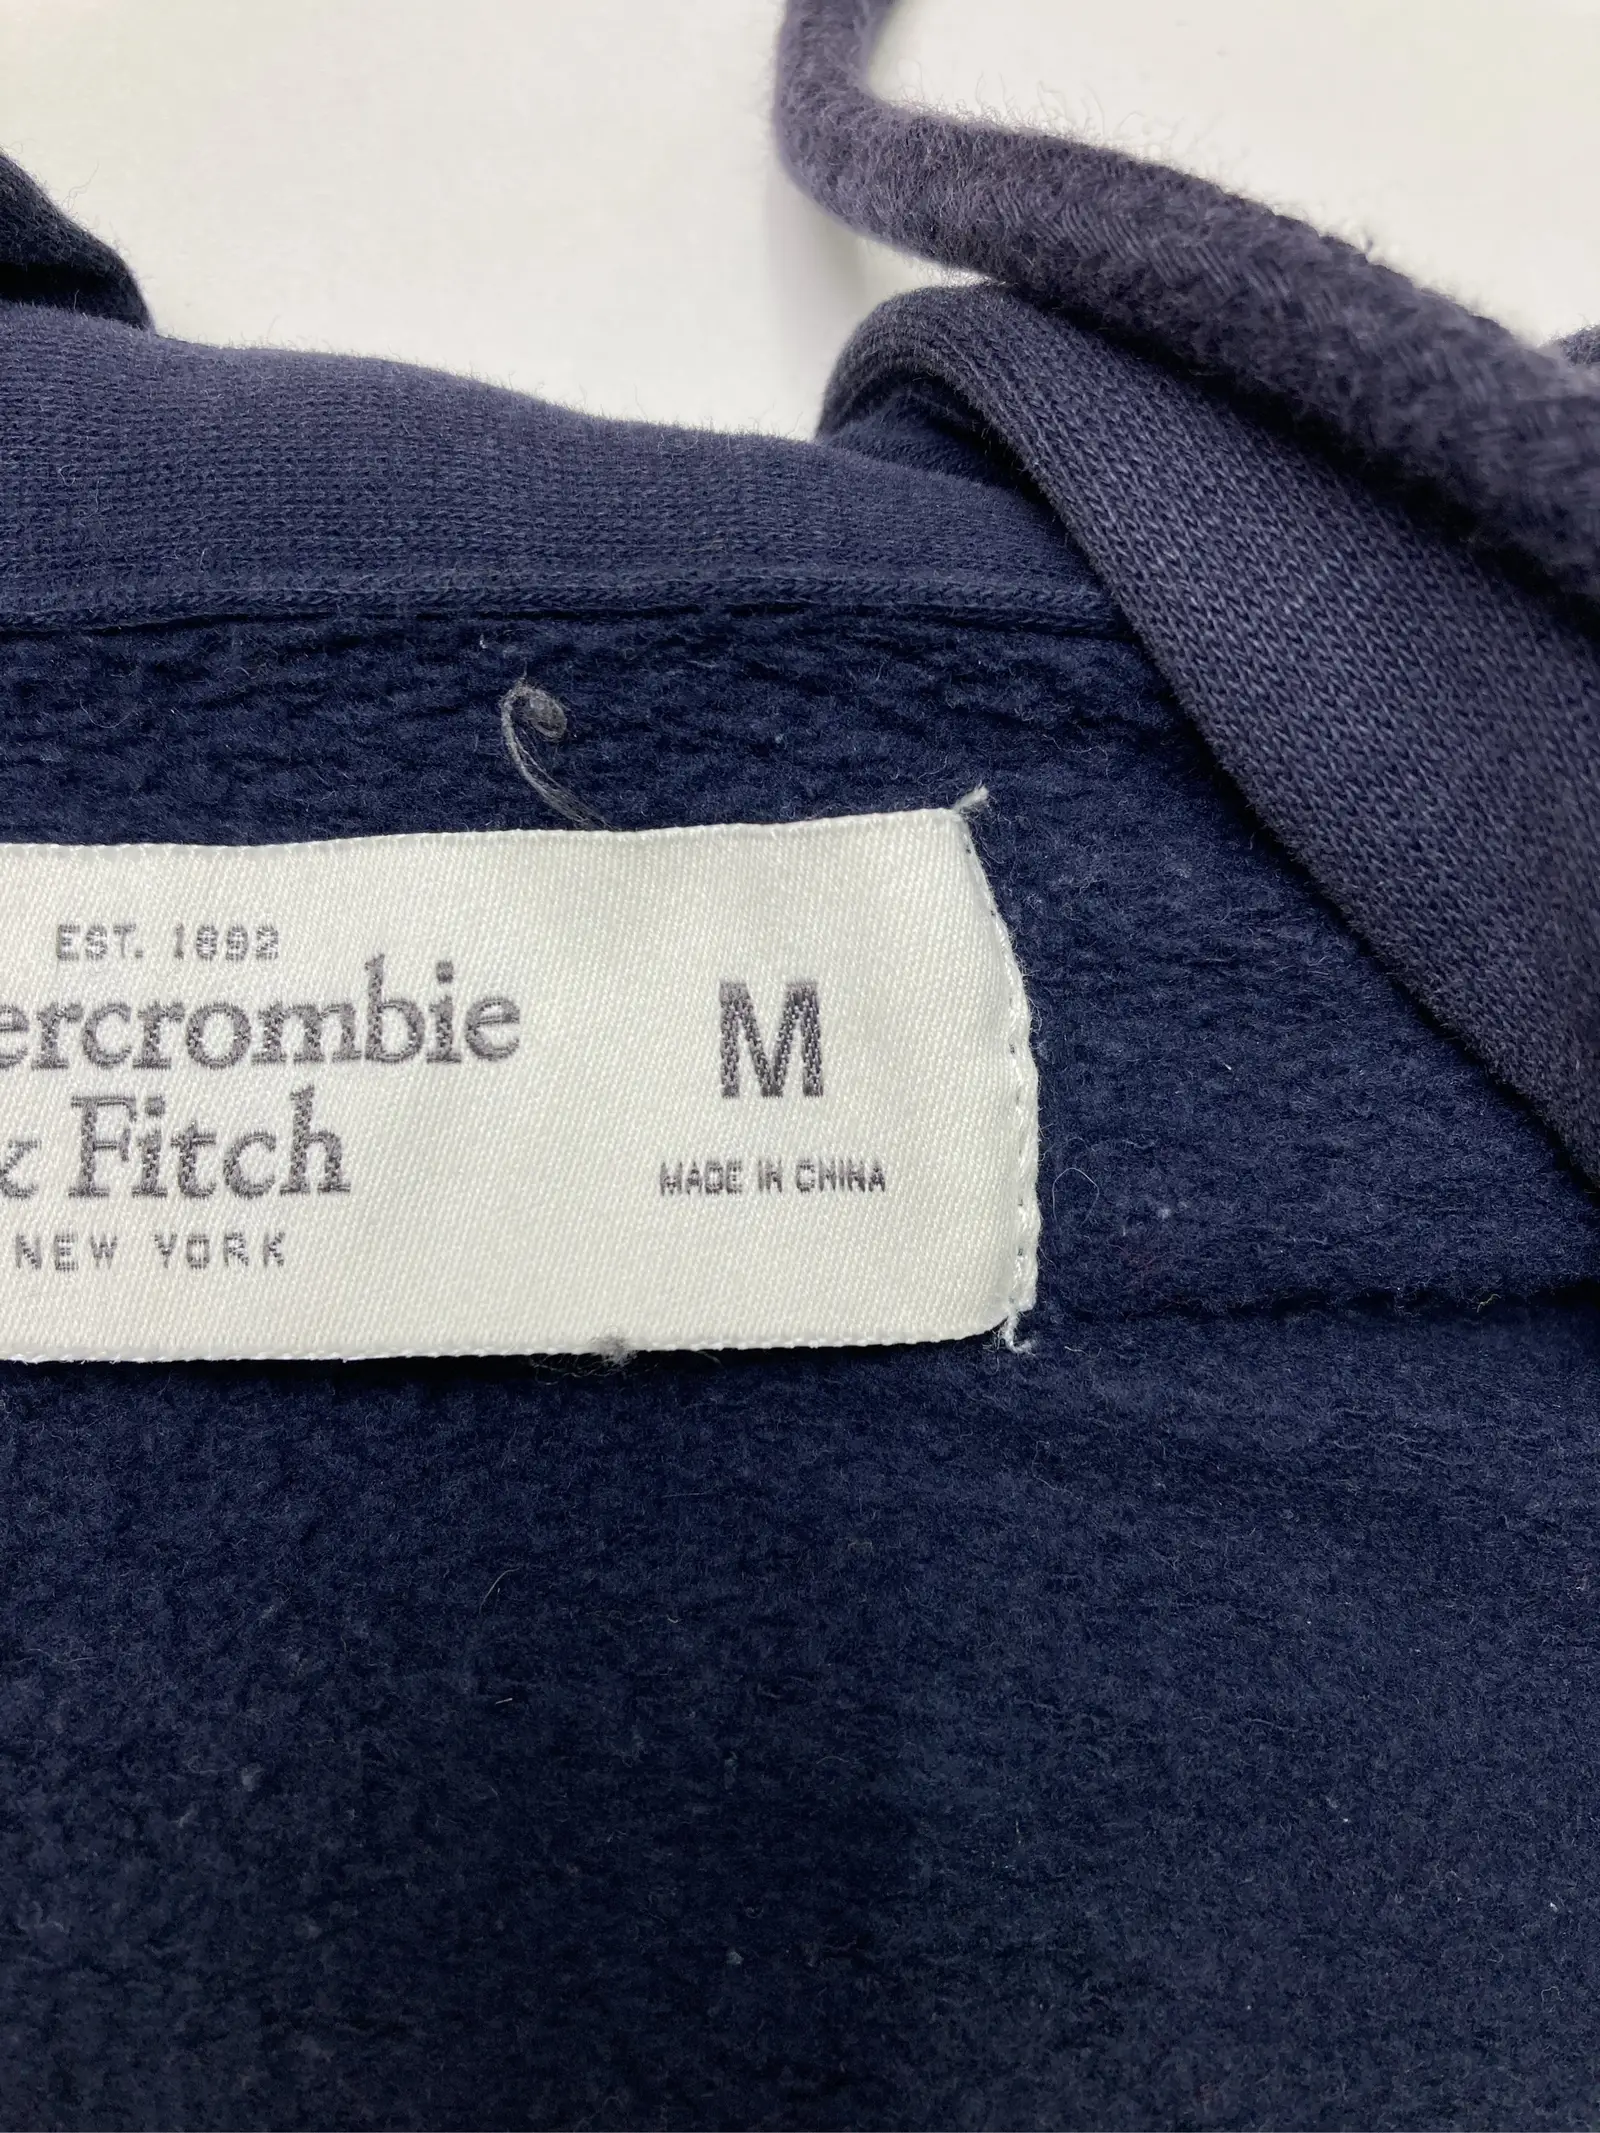 EST. 1892
ercrombie
& Fitch
NEW YORK
M
MADE IN CHINA